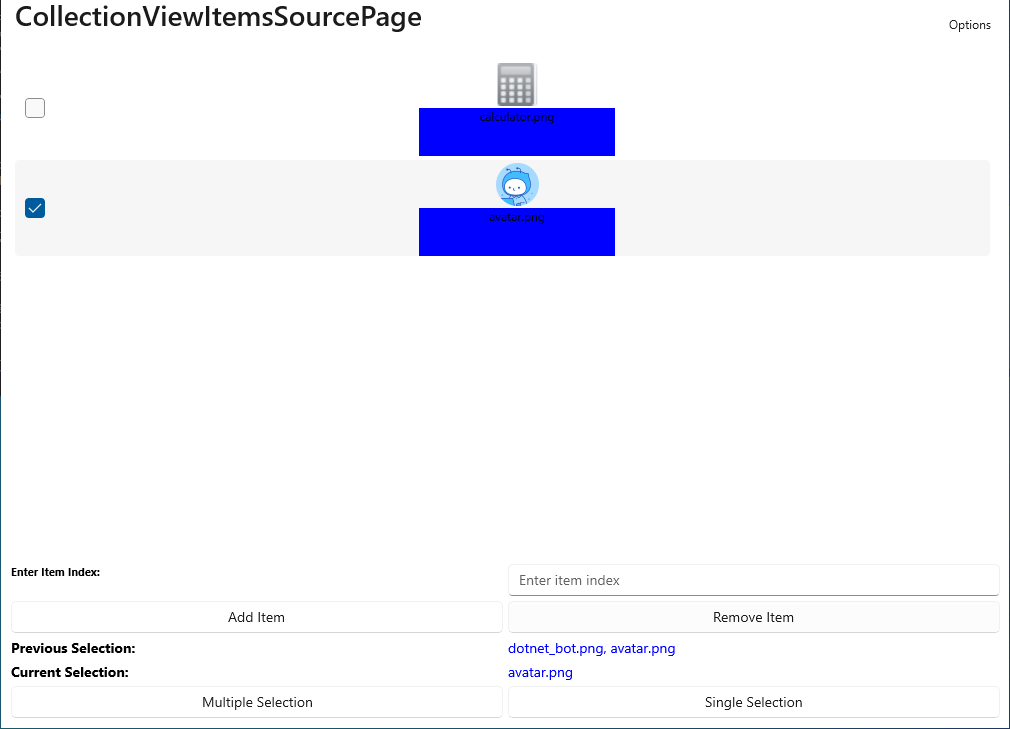 CollectionViewItemsSourcePage
Options
calculator.png
avatar.png
Enter Item Index:
Enter item index
Add Item
Remove Item
Previous Selection:
dotnet_bot.png, avatar.png
Current Selection:
avatar.png
Multiple Selection
Single Selection